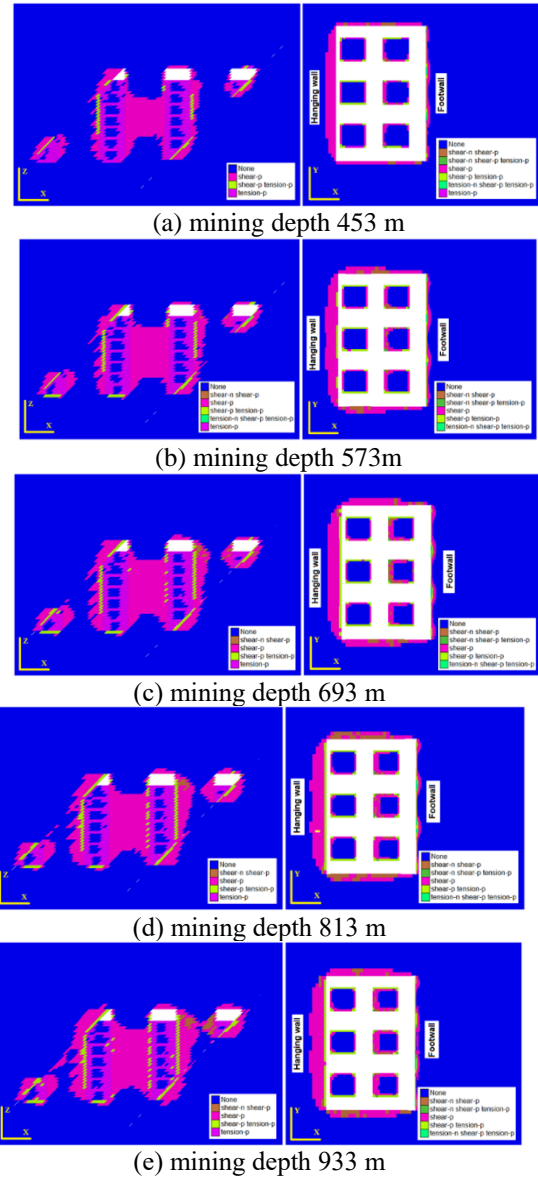 Z
X
None
shear-p
shear-p tension-p
tension-p
Hanging wall
Footwall
Y
X
None
shear-n shear-p
shear-n shear-p tension-p
shear-p
shear-p tension-p
tension-n shear-p tension-p
tension-p
(a) mining depth 453 m
Z
X
None
shear-n shear-p
shear-p
shear-p tension-p
tension-n shear-p tension-p
tension-p
Hanging wall
Footwall
Y
X
None
shear-n shear-p
shear-n shear-p tension-p
shear-p
shear-p tension-p
tension-n shear-p tension-p
(b) mining depth 573m
Z
X
None
shear-n shear-p
shear-p
shear-p tension-p
tension-p
Hanging wall
Footwall
Y
X
None
shear-n shear-p
shear-n shear-p tension-p
shear-p
shear-p tension-p
tension-n shear-p tension-p
(c) mining depth 693 m
Z
X
None
shear-n shear-p
shear-p
shear-p tension-p
tension-p
Hanging wall
Footwall
Y
X
None
shear-n shear-p
shear-n shear-p tension-p
shear-p
shear-p tension-p
tension-n shear-p tension-p
(d) mining depth 813 m
Z
X
None
shear-n shear-p
shear-p
shear-p tension-p
tension-p
Hanging wall
Footwall
Y
X
None
shear-n shear-p
shear-n shear-p tension-p
shear-p
shear-p tension-p
tension-n shear-p tension-p
(e) mining depth 933 m